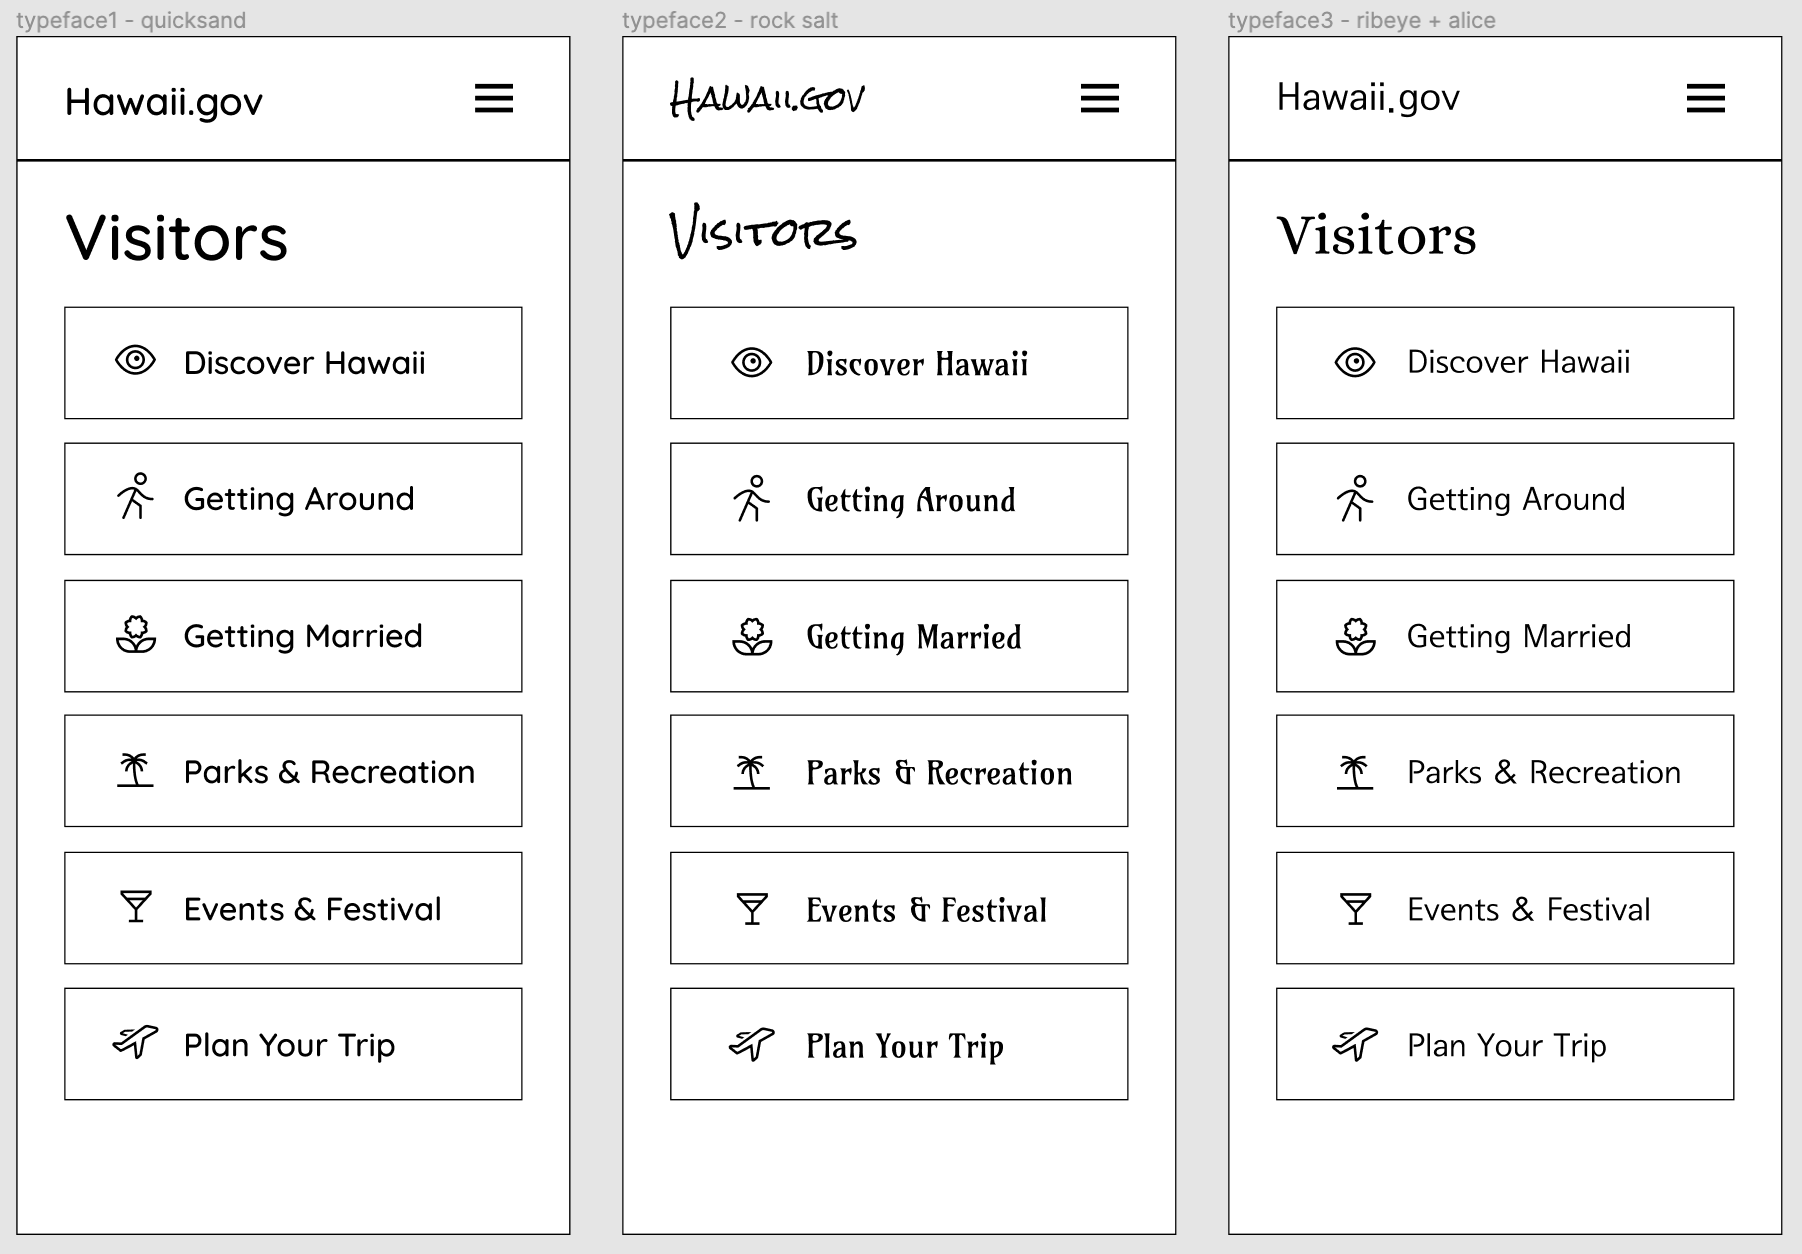 typeface1 - quicksand
Hawaii.gov
Visitors
Discover Hawaii
Getting Around
Getting Married
Parks & Recreation
Events & Festival
Plan Your Trip
typeface2 - rock salt
Hawaii.gov
Visitors
Discover Hawaii
Getting Around
Getting Married
Parks & Recreation
Events & Festival
Plan Your Trip
typeface3 - ribeye + alice
Hawaii.gov
Visitors
Discover Hawaii
Getting Around
Getting Married
Parks & Recreation
Events & Festival
Plan Your Trip